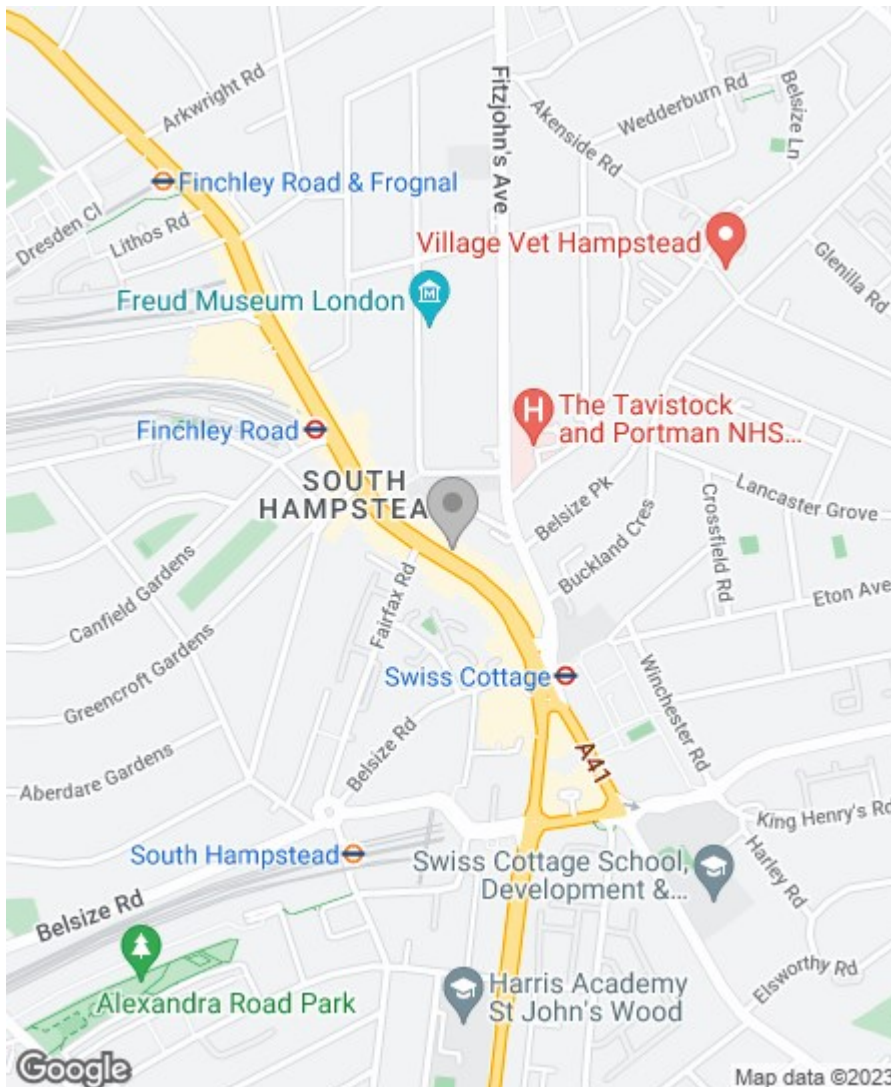 Arkwright Rd
Fitzjohn's Ave
Akenside Rd
Wedderburn Rd
Belsize Ln
Finchley Road & Frognal
Dresden Cl
Lithos Rd
Village Vet Hampstead
Glenilla Rd
Freud Museum London
Finchley Road
The Tavistock
and Portman NHS...
SOUTH
HAMPSTEA
Belsize Pk
Buckland Cres
Crossfield Rd
Lancaster Grove
Canfield Gardens
Fairfax Rd
Eton Ave
Greencroft Gardens
Swiss Cottage
Winchester Rd
Aberdare Gardens
Belsize Rd
A41
King Henry's Rd
South Hampstead
Swiss Cottage School,
Development &...
Harley Rd
Belsize Rd
Elsworthy Rd
Alexandra Road Park
Harris Academy
St John's Wood
Google
Map data ©2023